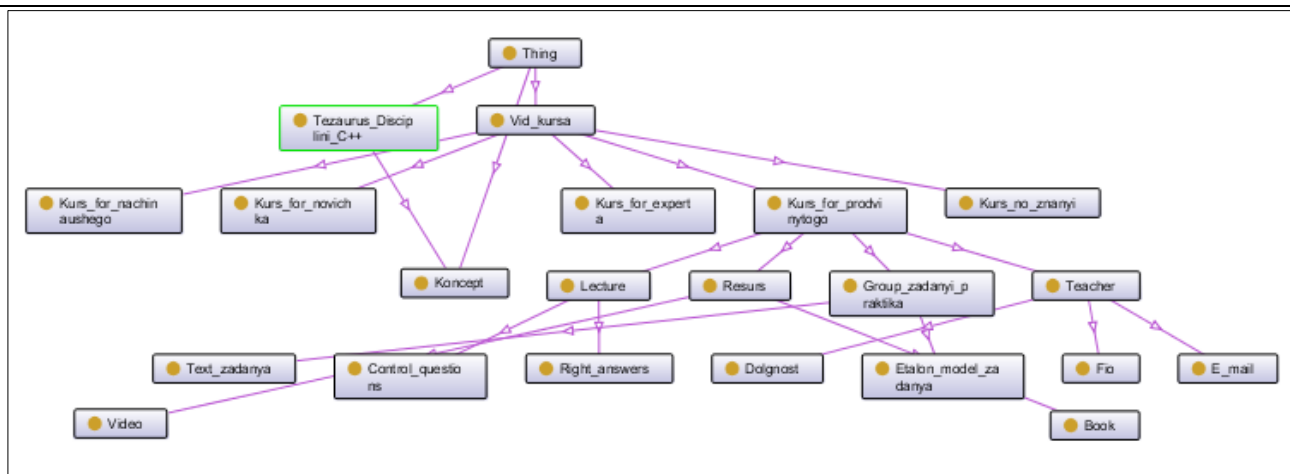 Thing
Tezaurus_Discip
lini_C++
Vid_kursa
Kurs_for_nachin
aushego
Kurs_for_novich
ka
Kurs_for_expert
a
Kurs_for_prodvi
nytogo
Kurs_no_znanyi
Koncept
Lecture
Resurs
Group_zadanyi_p
raktika
Teacher
Text_zadanya
Control_questio
ns
Right_answers
Dolgnost
Etalon_model_za
danya
Fio
E_mail
Video
Book